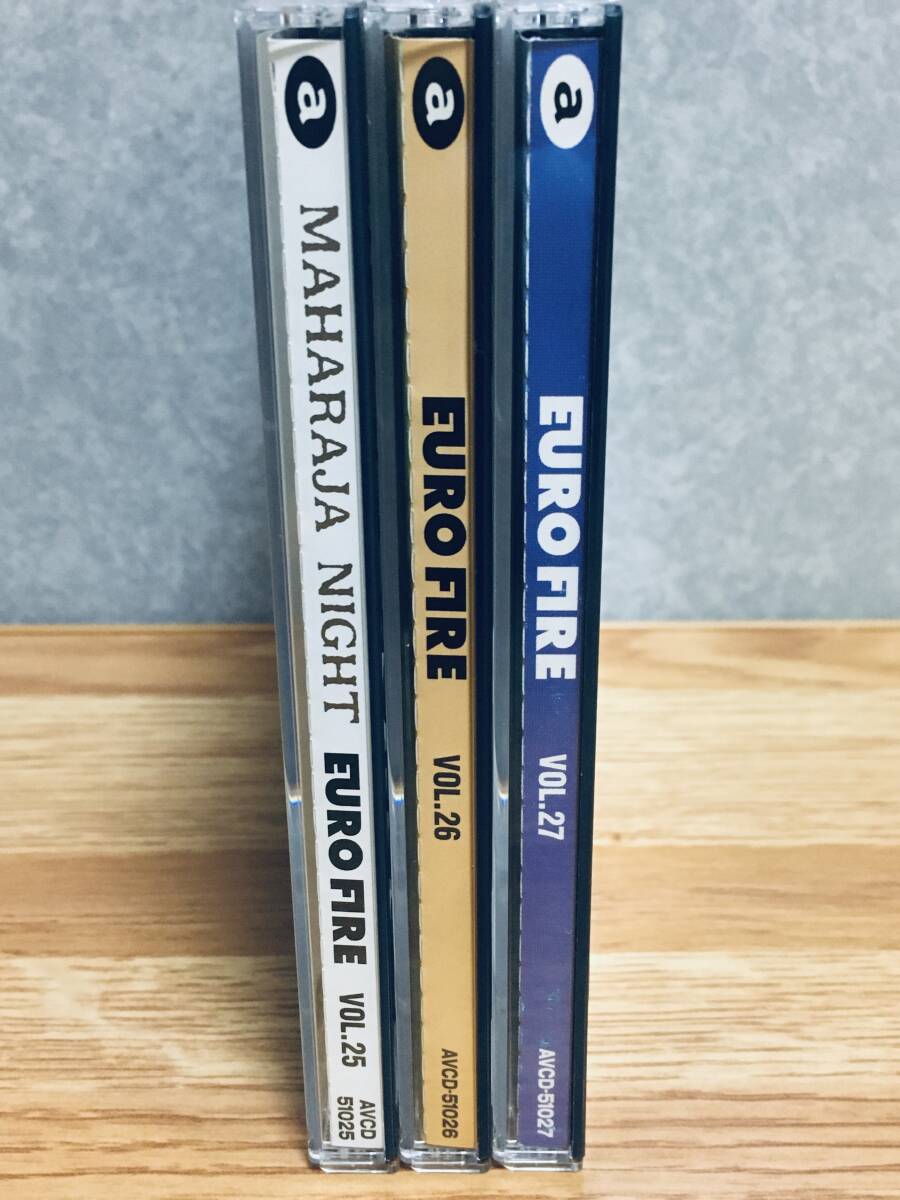 a
MAHARAJA NIGHT EURO FIRE VOL.25
AVCD
51025
a
EURO FIRE VOL.26 AVCD-51026
a
EURO FIRE VOL.27 AVCD-51027